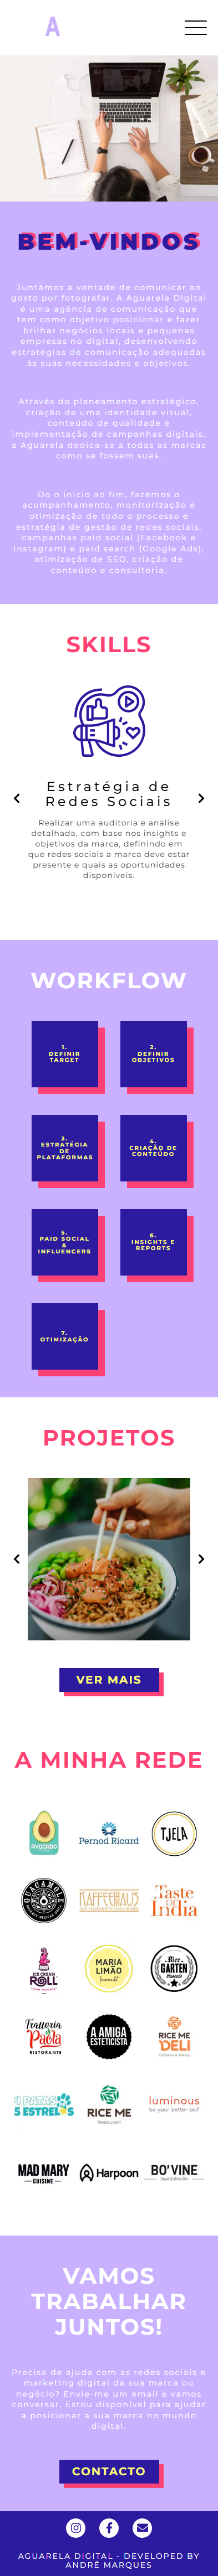 A
BEM-VINDOS
Juntámos a vontade de comunicar ao
gosto por fotografar. A Aguarela Digital
é uma agência de comunicação que
tem como objetivo posicionar e fazer
brilhar negócios locais e pequenas
empresas no digital, desenvolvendo
estratégias de comunicação adequadas
às suas necessidades e objetivos.
Através do planeamento estratégico,
criação de uma identidade visual,
conteúdo de qualidade e
implementação de campanhas digitais,
a Aguarela dedica-se a todas as marcas
como se fossem suas.
Do o início ao fim, fazemos o
acompanhamento, monitorização e
otimização de todo o processo e
estratégia de gestão de redes sociais,
campanhas paid social (Facebook e
Instagram) e paid search (Google Ads),
otimização de SEO, criação de
conteúdo e consultoria.
SKILLS
Estratégia de
Redes Sociais
Realizar uma auditoria e análise
detalhada, com base nos insights e
objetivos da marca, definindo em
que redes sociais a marca deve estar
presente e quais as oportunidades
disponíveis.
WORKFLOW
1.
DEFINIR
TARGET
2.
DEFINIR
OBJETIVOS
3.
ESTRATÉGIA
DE
PLATAFORMAS
4.
CRIAÇÃO DE
CONTEÚDO
5.
PAID SOCIAL
&
INFLUENCERS
6.
INSIGHTS E
REPORTS
7.
OTIMIZAÇÃO
PROJETOS
VER MAIS
A MINHA REDE
AVOCADO
Pernod Ricard
TJELA
GUACAMOLE
KAFFEEHAUS
Taste
OF
Índia
ICE CREAM
ROLL
MARIA
LIMÃO
Bier
GARTEN
Trattoria
da Paola
RISTORANTE
A AMIGA
ESTETICISTA
RICE ME
DELI
4 PATAS
5 ESTRELAS
RICE ME
Restaurant
luminous
be your better self
MAD MARY
CUISINE
Harpoon
BO'VINE
VAMOS
TRABALHAR
JUNTOS!
Precisa de ajuda com as redes sociais e
marketing digital da sua marca ou
negócio? Envie-me um email e vamos
conversar. Estou disponível para ajudar
a posicionar a sua marca no mundo
digital.
CONTACTO
AGUARELA DIGITAL - DEVELOPED BY
ANDRÉ MARQUES